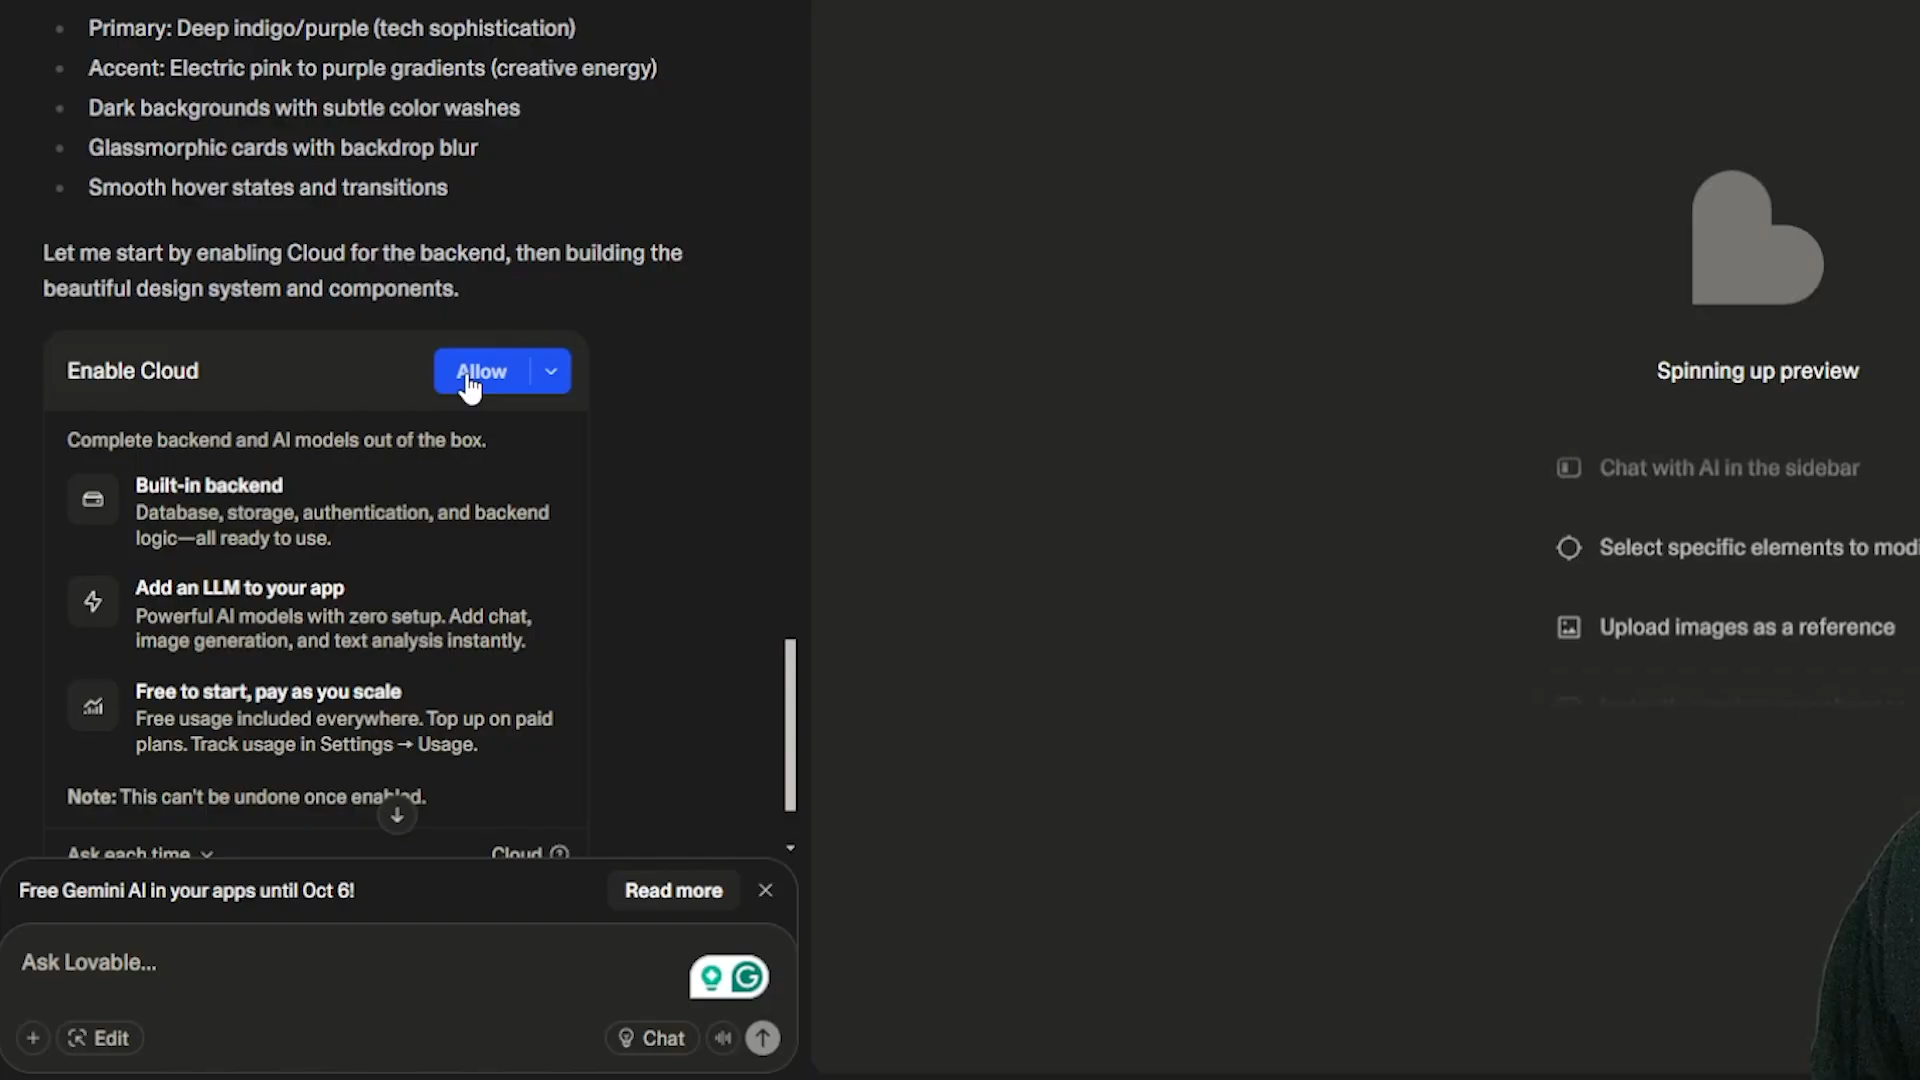 Primary: Deep indigo/purple (tech sophistication)
Accent: Electric pink to purple gradients (creative energy)
Dark backgrounds with subtle color washes
Glassmorphic cards with backdrop blur
Smooth hover states and transitions
Let me start by enabling Cloud for the backend, then building the
beautiful design system and components.
Enable Cloud
Allow
Complete backend and AI models out of the box.
Built-in backend
Database, storage, authentication, and backend
logic—all ready to use.
Add an LLM to your app
Powerful AI models with zero setup. Add chat,
image generation, and text analysis instantly.
Free to start, pay as you scale
Free usage included everywhere. Top up on paid
plans. Track usage in Settings → Usage.
Note: This can't be undone once enabled.
Ask each time
Cloud
Free Gemini AI in your apps until Oct 6!
Read more
Ask Lovable...
Edit
Chat
Spinning up preview
Chat with AI in the sidebar
Select specific elements to modi
Upload images as a reference